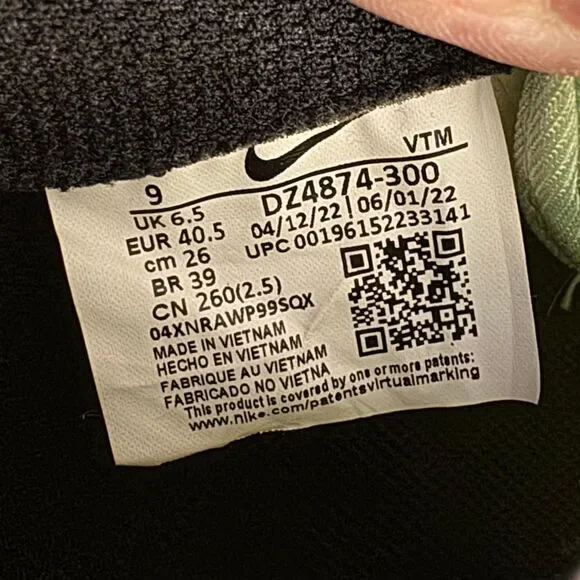 VTM
9
DZ4874-300
UK 6.5
04/12/22 | 06/01/22
EUR 40.5
UPC 00196152233141
cm 26
BR 39
CN 260(2.5)
04XNRAWP99SQX
MADE IN VIETNAM
HECHO EN VIETNAM
FABRIQUE AU VIETNAM
FABRICADO NO VIETNA
This product is covered by one or more patents:
www.nike.com/patentsvirtualmarking